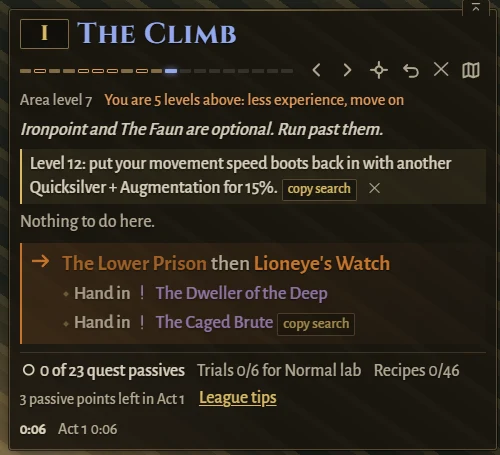 I The Climb
Area level 7 You are 5 levels above: less experience, move on
Ironpoint and The Faun are optional. Run past them.
Level 12: put your movement speed boots back in with another
Quicksilver + Augmentation for 15%. copy search
Nothing to do here.
The Lower Prison then Lioneye's Watch
Hand in ! The Dweller of the Deep
Hand in ! The Caged Brute copy search
0 of 23 quest passives Trials 0/6 for Normal lab Recipes 0/46
3 passive points left in Act 1 League tips
0:06 Act 1 0:06